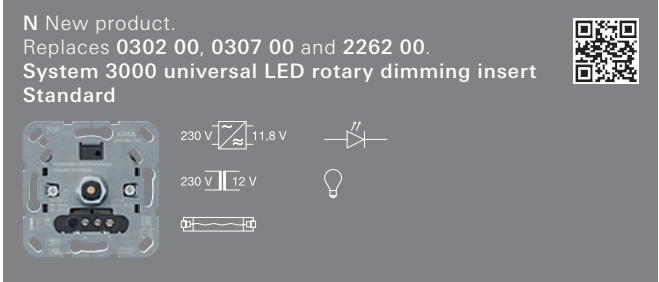 N New product.
Replaces 0302 00, 0307 00 and 2262 00.
System 3000 universal LED rotary dimming insert
Standard
230 V 11,8 V
230 V 12 V
TOP